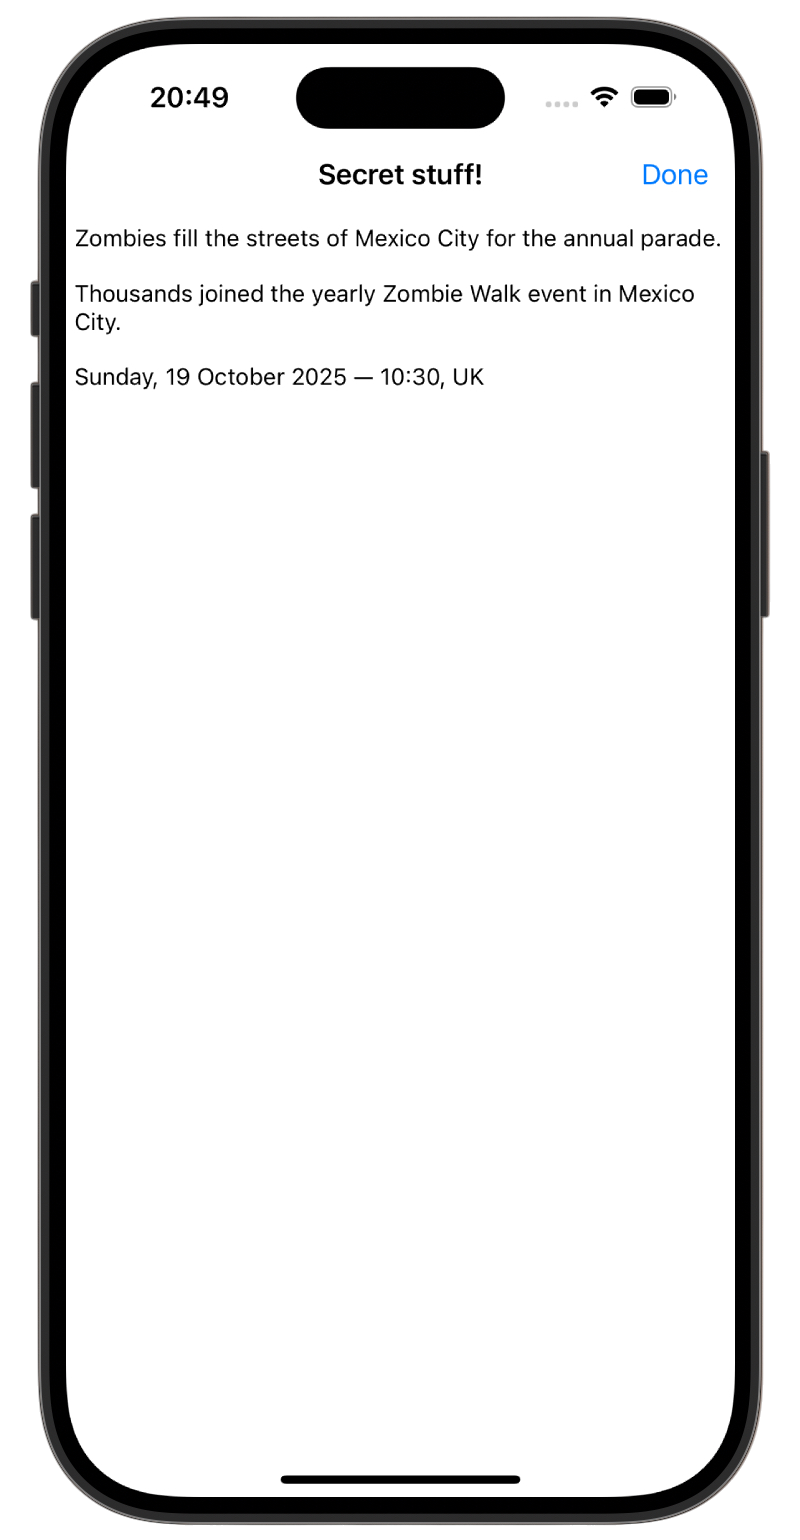 20:49
Secret stuff!
Done
Zombies fill the streets of Mexico City for the annual parade.
Thousands joined the yearly Zombie Walk event in Mexico
City.
Sunday, 19 October 2025 — 10:30, UK